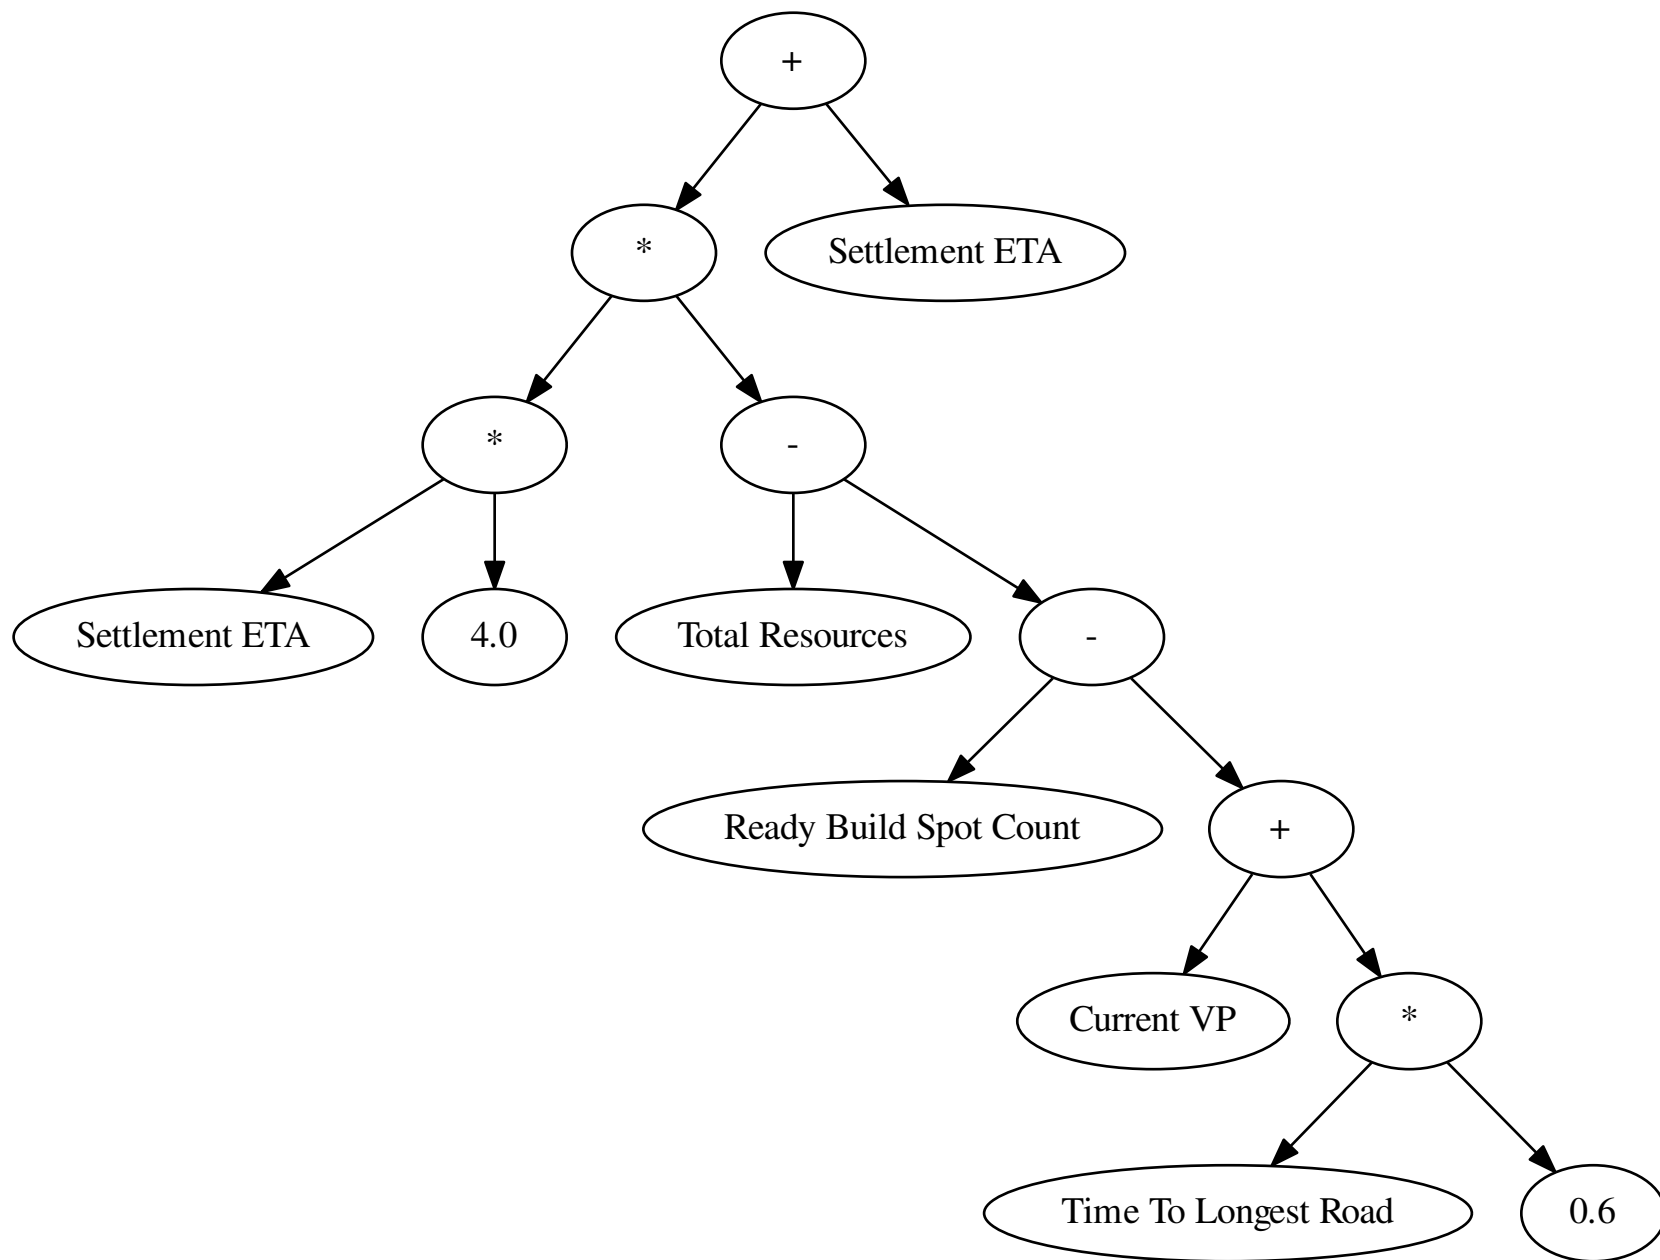 +
*
Settlement ETA
*
-
Settlement ETA
4.0
Total Resources
-
Ready Build Spot Count
+
Current VP
*
Time To Longest Road
0.6